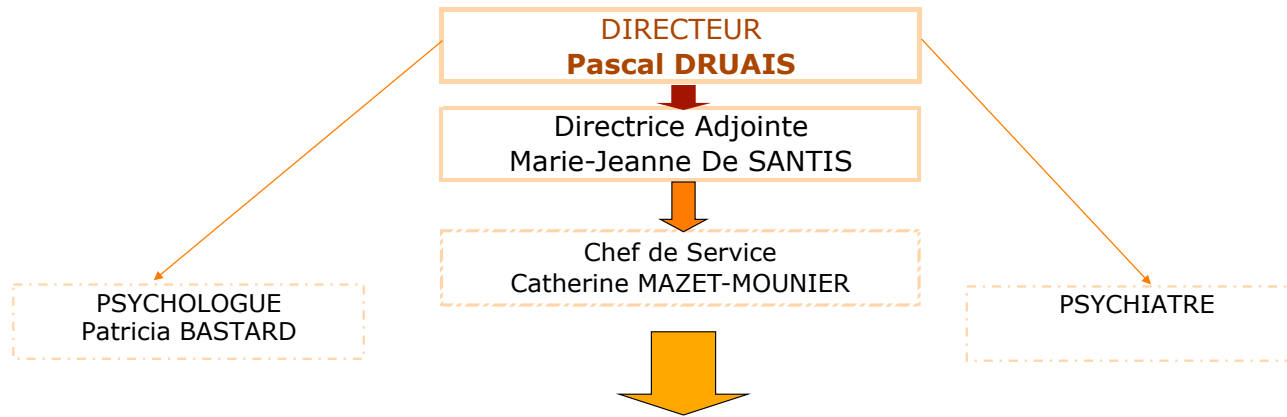 DIRECTEUR
Pascal DRUAIS
Directrice Adjointe
Marie-Jeanne De SANTIS
Chef de Service
Catherine MAZET-MOUNIER
PSYCHOLOGUE
Patricia BASTARD
PSYCHIATRE